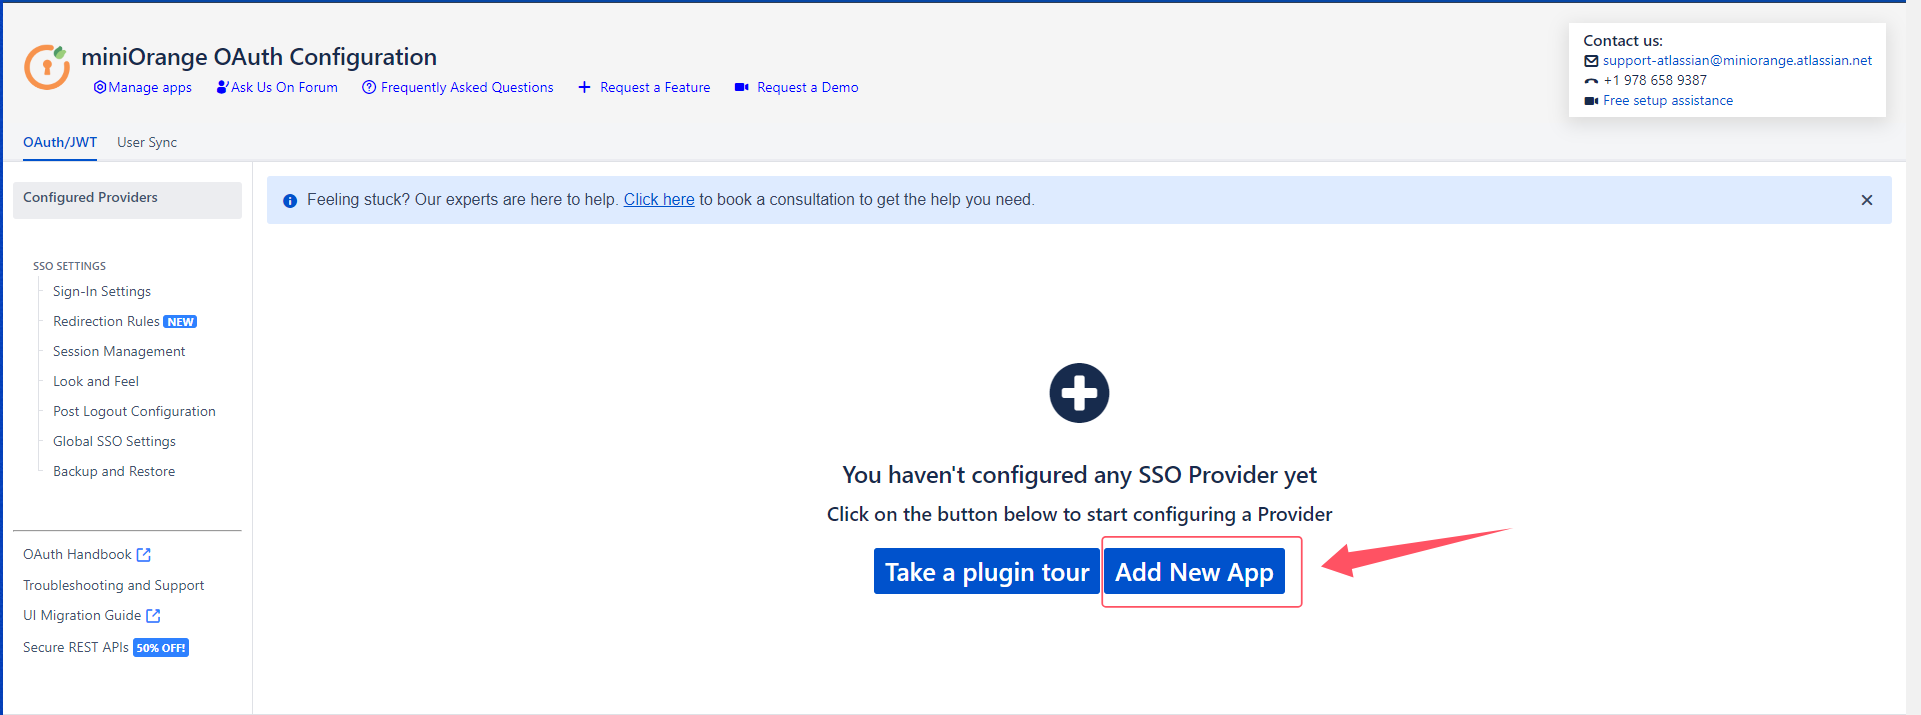 miniOrange OAuth Configuration
Manage apps Ask Us On Forum Frequently Asked Questions Request a Feature Request a Demo
Contact us:
support-atlassian@miniorange.atlassian.net
+1 978 658 9387
Free setup assistance
OAuth/JWT User Sync
Configured Providers
SSO SETTINGS
Sign-In Settings
Redirection Rules NEW
Session Management
Look and Feel
Post Logout Configuration
Global SSO Settings
Backup and Restore
OAuth Handbook
Troubleshooting and Support
UI Migration Guide
Secure REST APIs 50% OFF!
Feeling stuck? Our experts are here to help. Click here to book a consultation to get the help you need.
You haven't configured any SSO Provider yet
Click on the button below to start configuring a Provider
Take a plugin tour Add New App